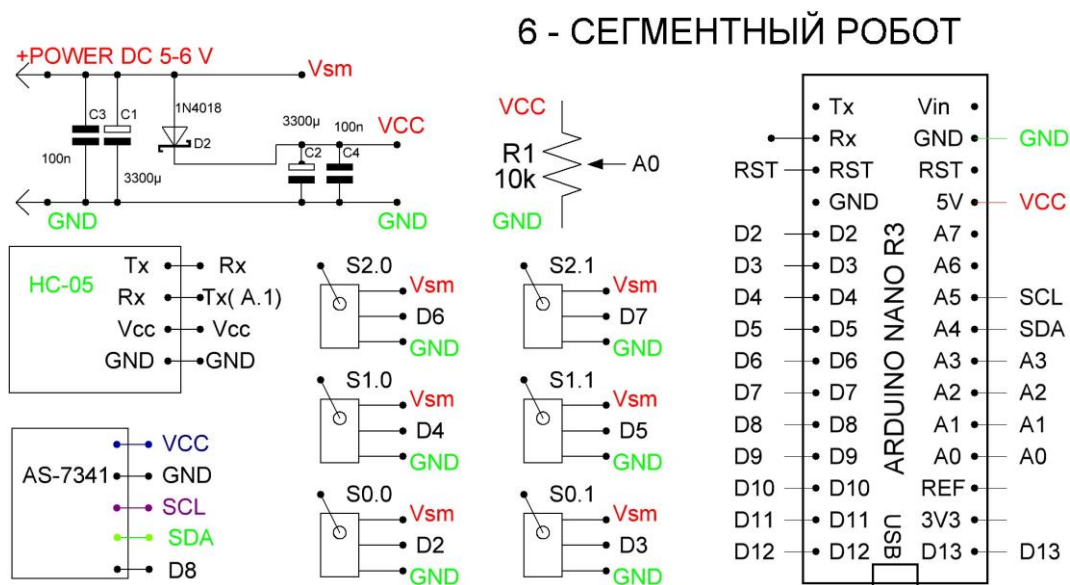 6 - СЕГМЕНТНЫЙ РОБОТ
+POWER DC 5-6 V
Vsm
C3
C1
1N4018
D2
100n
3300µ
3300µ
100n
VCC
C2
C4
GND
GND
VCC
R1
10k
A0
GND
HC-05
Tx Rx
Rx Tx( A.1)
Vcc Vcc
GND GND
AS-7341
VCC
GND
SCL
SDA
D8
S2.0
Vsm
D6
GND
S2.1
Vsm
D7
GND
S1.0
Vsm
D4
GND
S1.1
Vsm
D5
GND
S0.0
Vsm
D2
GND
S0.1
Vsm
D3
GND
ARDUINO NANO R3
USB
Tx Vin
Rx GND GND
RST RST RST
GND 5V VCC
D2 D2 A7
D3 D3 A6
D4 D4 A5 SCL
D5 D5 A4 SDA
D6 D6 A3 A3
D7 D7 A2 A2
D8 D8 A1 A1
D9 D9 A0 A0
D10 D10 REF
D11 D11 3V3
D12 D12 D13 D13